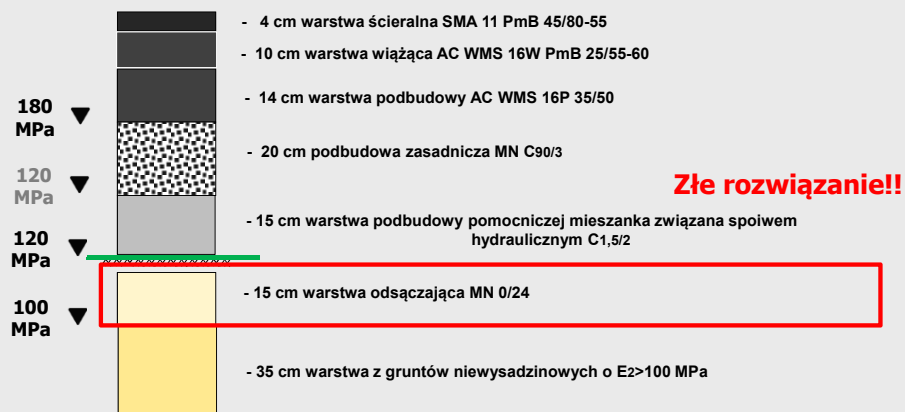 - 4 cm warstwa ścieralna SMA 11 PmB 45/80-55
- 10 cm warstwa wiążąca AC WMS 16W PmB 25/55-60
- 14 cm warstwa podbudowy AC WMS 16P 35/50
180
MPa
- 20 cm podbudowa zasadnicza MN C90/3
120
MPa
Złe rozwiązanie!!
- 15 cm warstwa podbudowy pomocniczej mieszanka związana spoiwem
hydraulicznym C1,5/2
120
MPa
- 15 cm warstwa odsączająca MN 0/24
100
MPa
- 35 cm warstwa z gruntów niewysadzinowych o E2>100 MPa